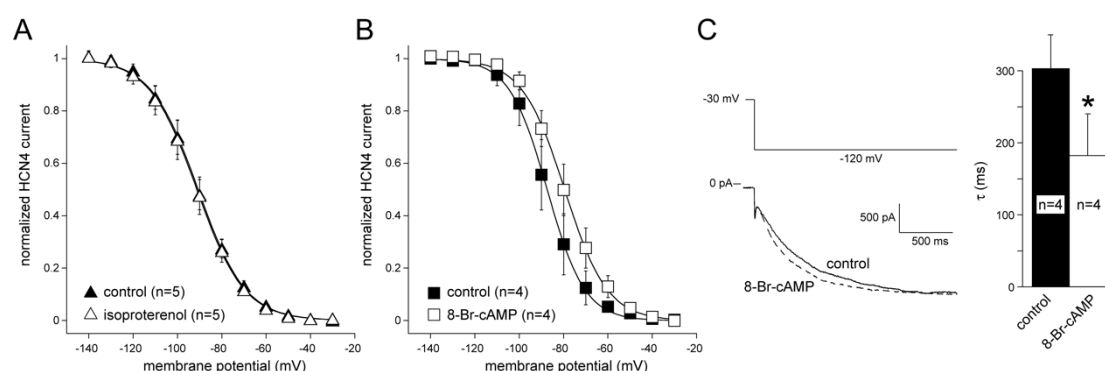 A
normalized HCN4 current
1
0.8
0.6
0.4
0.2
0
control (n=5)
isoproterenol (n=5)
-140 -120 -100 -80 -60 -40 -20
membrane potential (mV)
B
normalized HCN4 current
1
0.8
0.6
0.4
0.2
0
control (n=4)
8-Br-cAMP (n=4)
-140 -120 -100 -80 -60 -40 -20
membrane potential (mV)
C
-30 mV
-120 mV
0 pA
500 pA
500 ms
control
8-Br-cAMP
τ (ms)
300
200
100
0
*
n=4 n=4
control
8-Br-cAMP